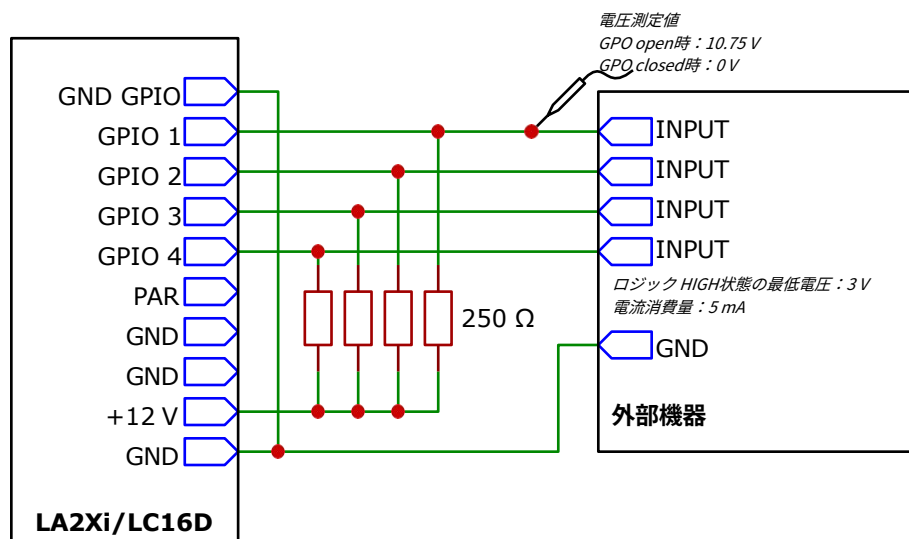 電圧測定値
GPO open時：10.75 V
GPO closed時：0 V
GND GPIO
GPIO 1
GPIO 2
GPIO 3
GPIO 4
PAR
GND
GND
+12 V
GND
LA2Xi/LC16D
250 Ω
INPUT
INPUT
INPUT
INPUT
ロジック HIGH状態の最低電圧：3 V
電流消費量：5 mA
GND
外部機器